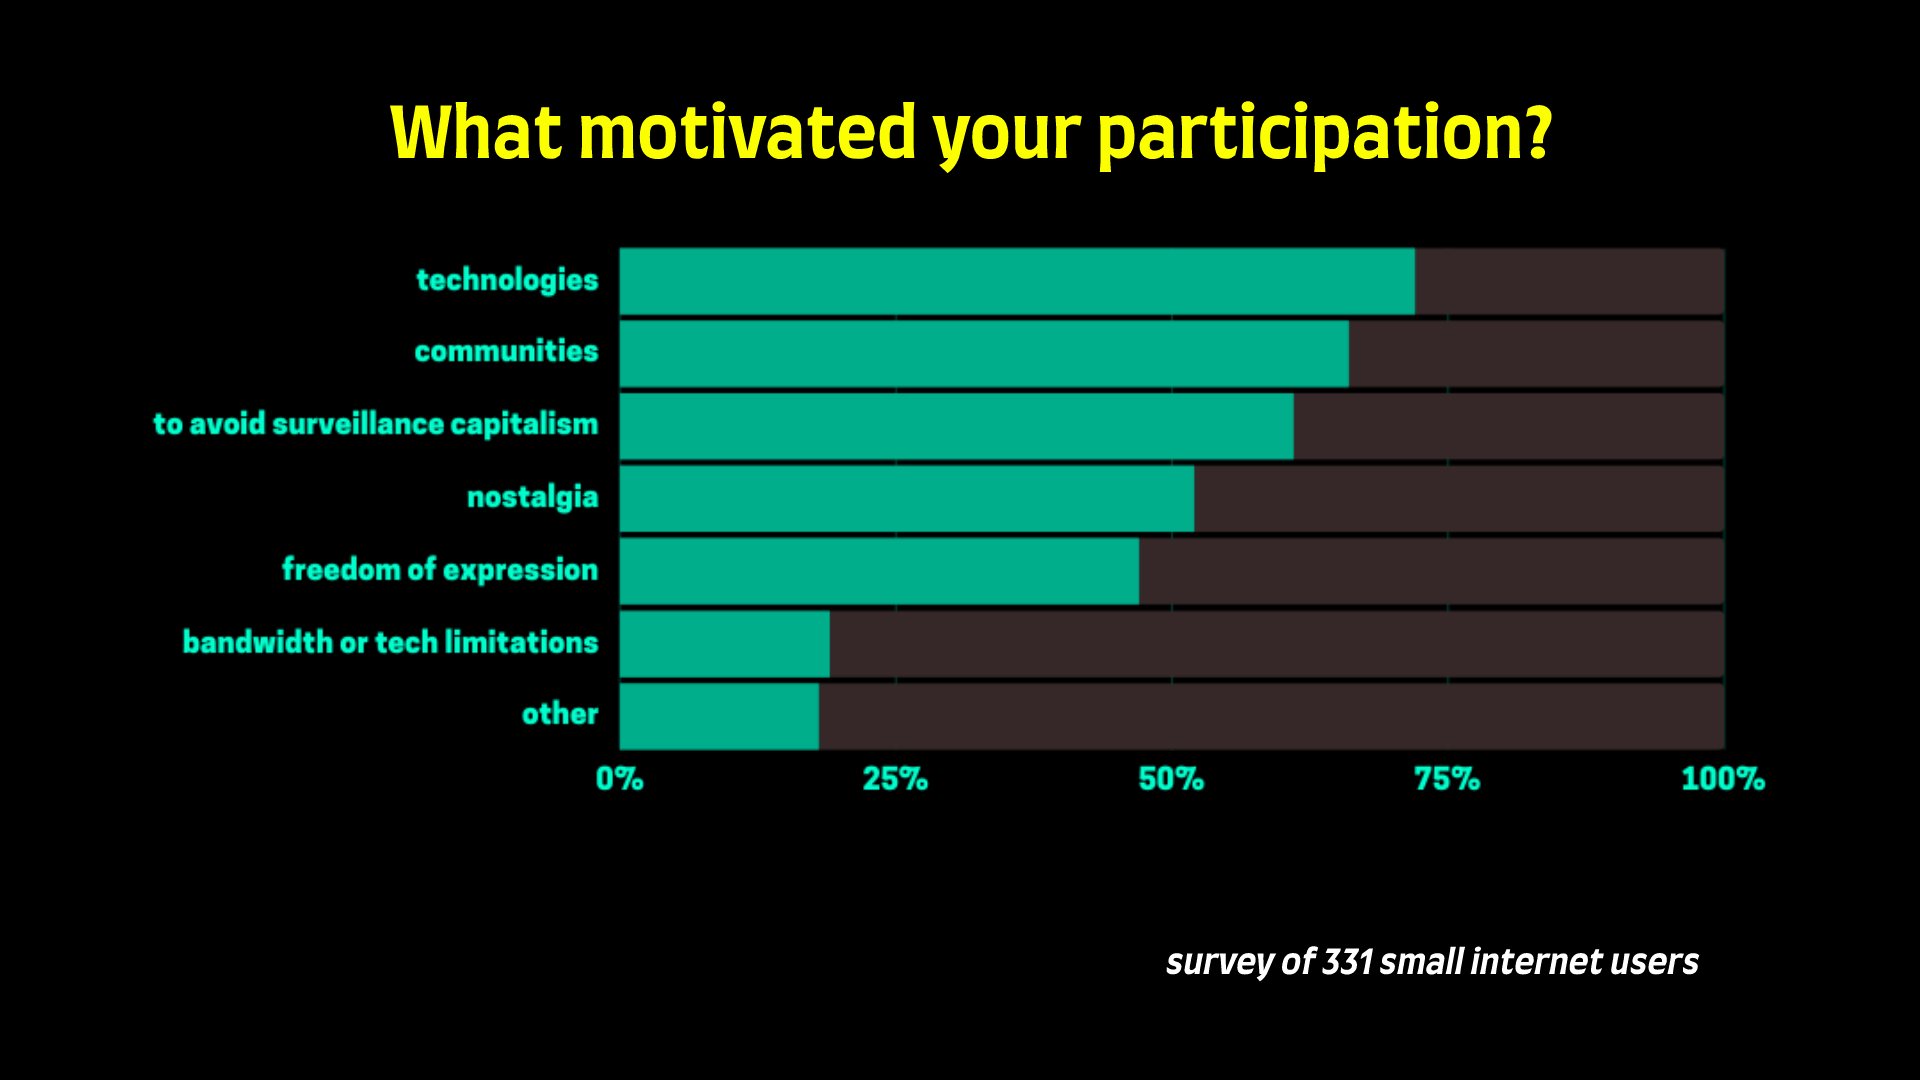 What motivated your participation?
technologies
communities
to avoid surveillance capitalism
nostalgia
freedom of expression
bandwidth or tech limitations
other
0% 25% 50% 75% 100%
survey of 331 small internet users